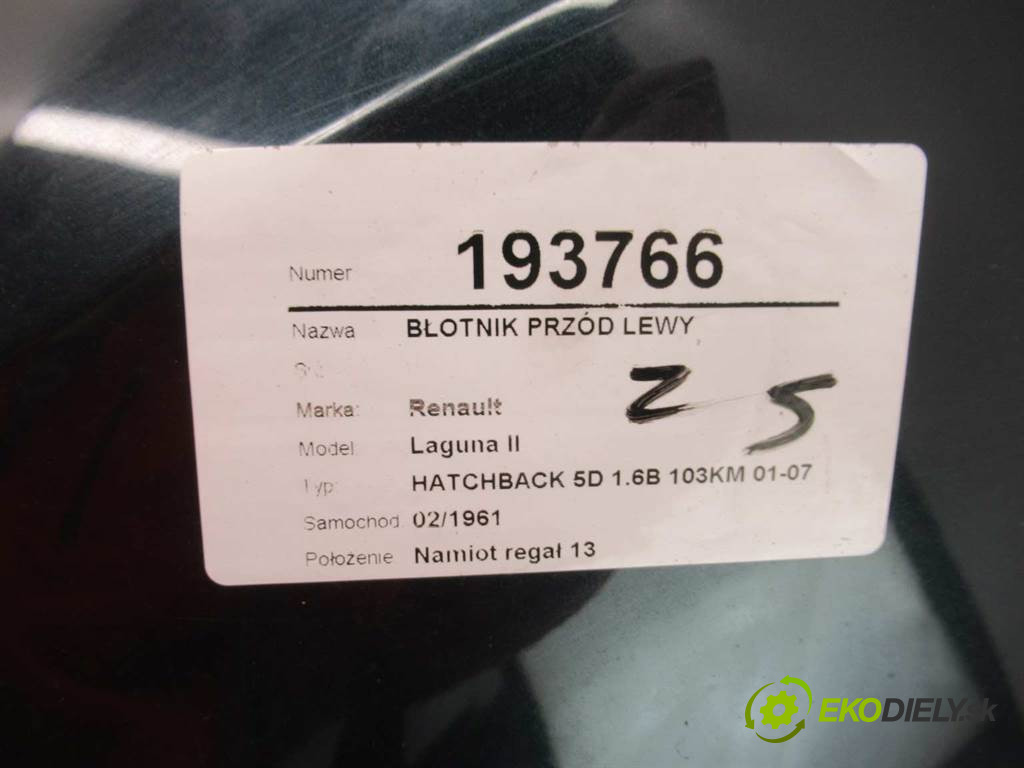 Numer 193766
Nazwa BŁOTNIK PRZÓD LEWY
Marka: Renault
Model Laguna II
Typ: HATCHBACK 5D 1.6B 103KM 01-07
Samochod 02/1961
Położenie Namiot regał 13
Z 5
EKODIELY.sk